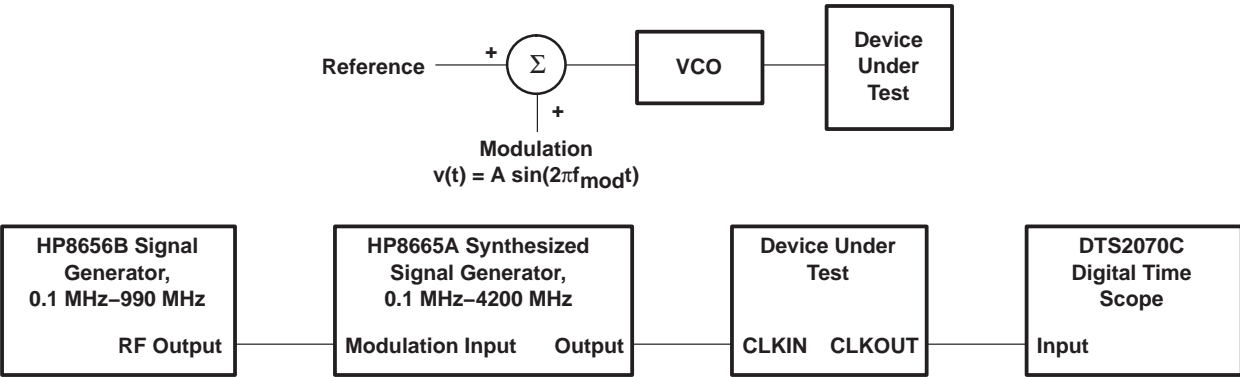 Reference
+
Σ
+
Modulation
v(t) = A sin(2πfmodt)
VCO
Device
Under
Test
HP8656B Signal
Generator,
0.1 MHz–990 MHz
RF Output
HP8665A Synthesized
Signal Generator,
0.1 MHz–4200 MHz
Modulation Input Output
Device Under
Test
CLKIN CLKOUT
DTS2070C
Digital Time
Scope
Input